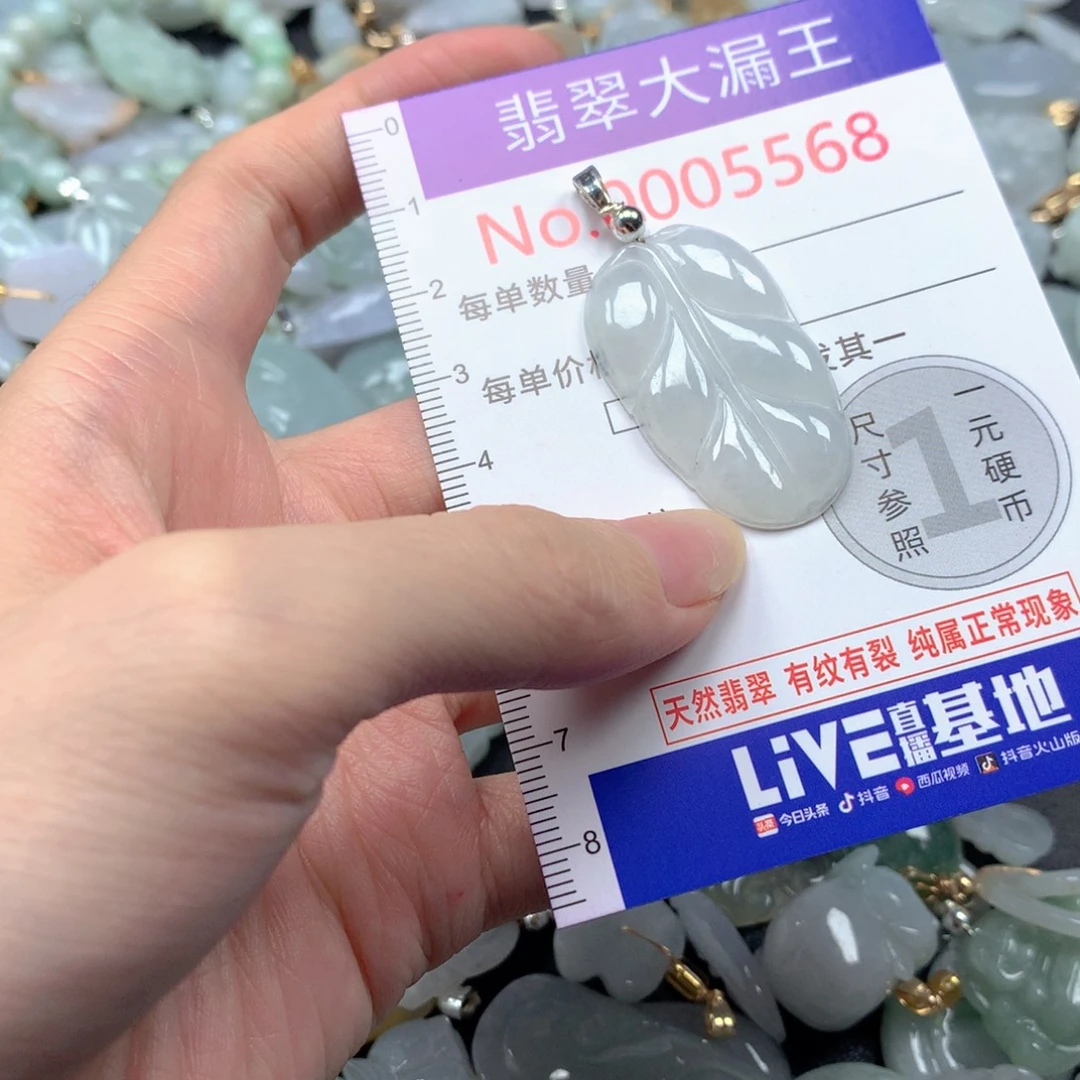 翡翠大漏王
No.0005568
每单数量
每单价
其一
一元硬币
1
尺寸参照
天然翡翠 有纹有裂 纯属正常现象
LiVE直播基地
头条 今日头条 抖音 西瓜视频 抖音火山版
0
1
2
3
4
7
8